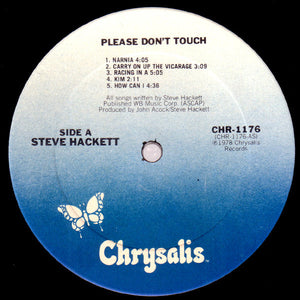 PLEASE DON'T TOUCH
1. NARNIA 4:05
2. CARRY ON UP THE VICARAGE 3:09
3. RACING IN A 5:05
4. KIM 2:11
5. HOW CAN I 4:36
All songs written by Steve Hackett
Published WB Music Corp. (ASCAP)
Produced by John Acock/Steve Hackett
SIDE A
STEVE HACKETT
CHR-1176
(CHR-1176-AS)
℗1978 Chrysalis
Records
Chrysalis